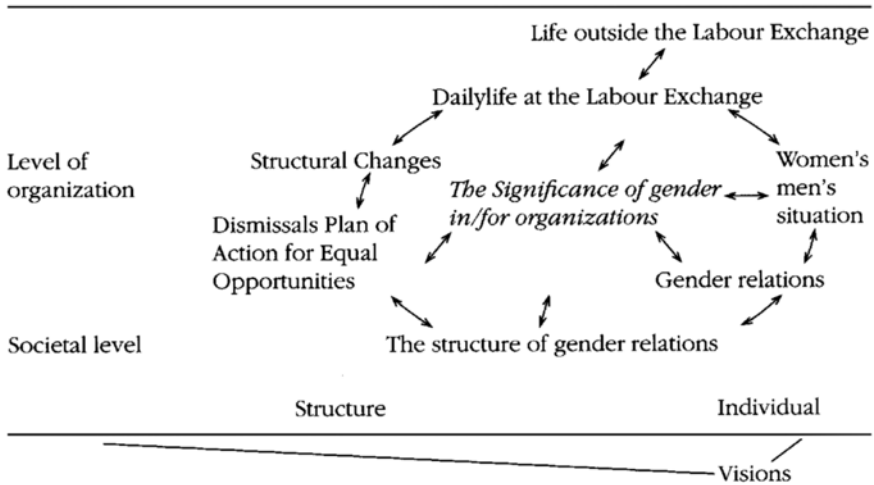 Life outside the Labour Exchange
Dailylife at the Labour Exchange
Level of
organization
Structural Changes
The Significance of gender
in/for organizations
Women's
men's
situation
Dismissals Plan of
Action for Equal
Opportunities
Gender relations
Societal level
The structure of gender relations
Structure
Individual
Visions